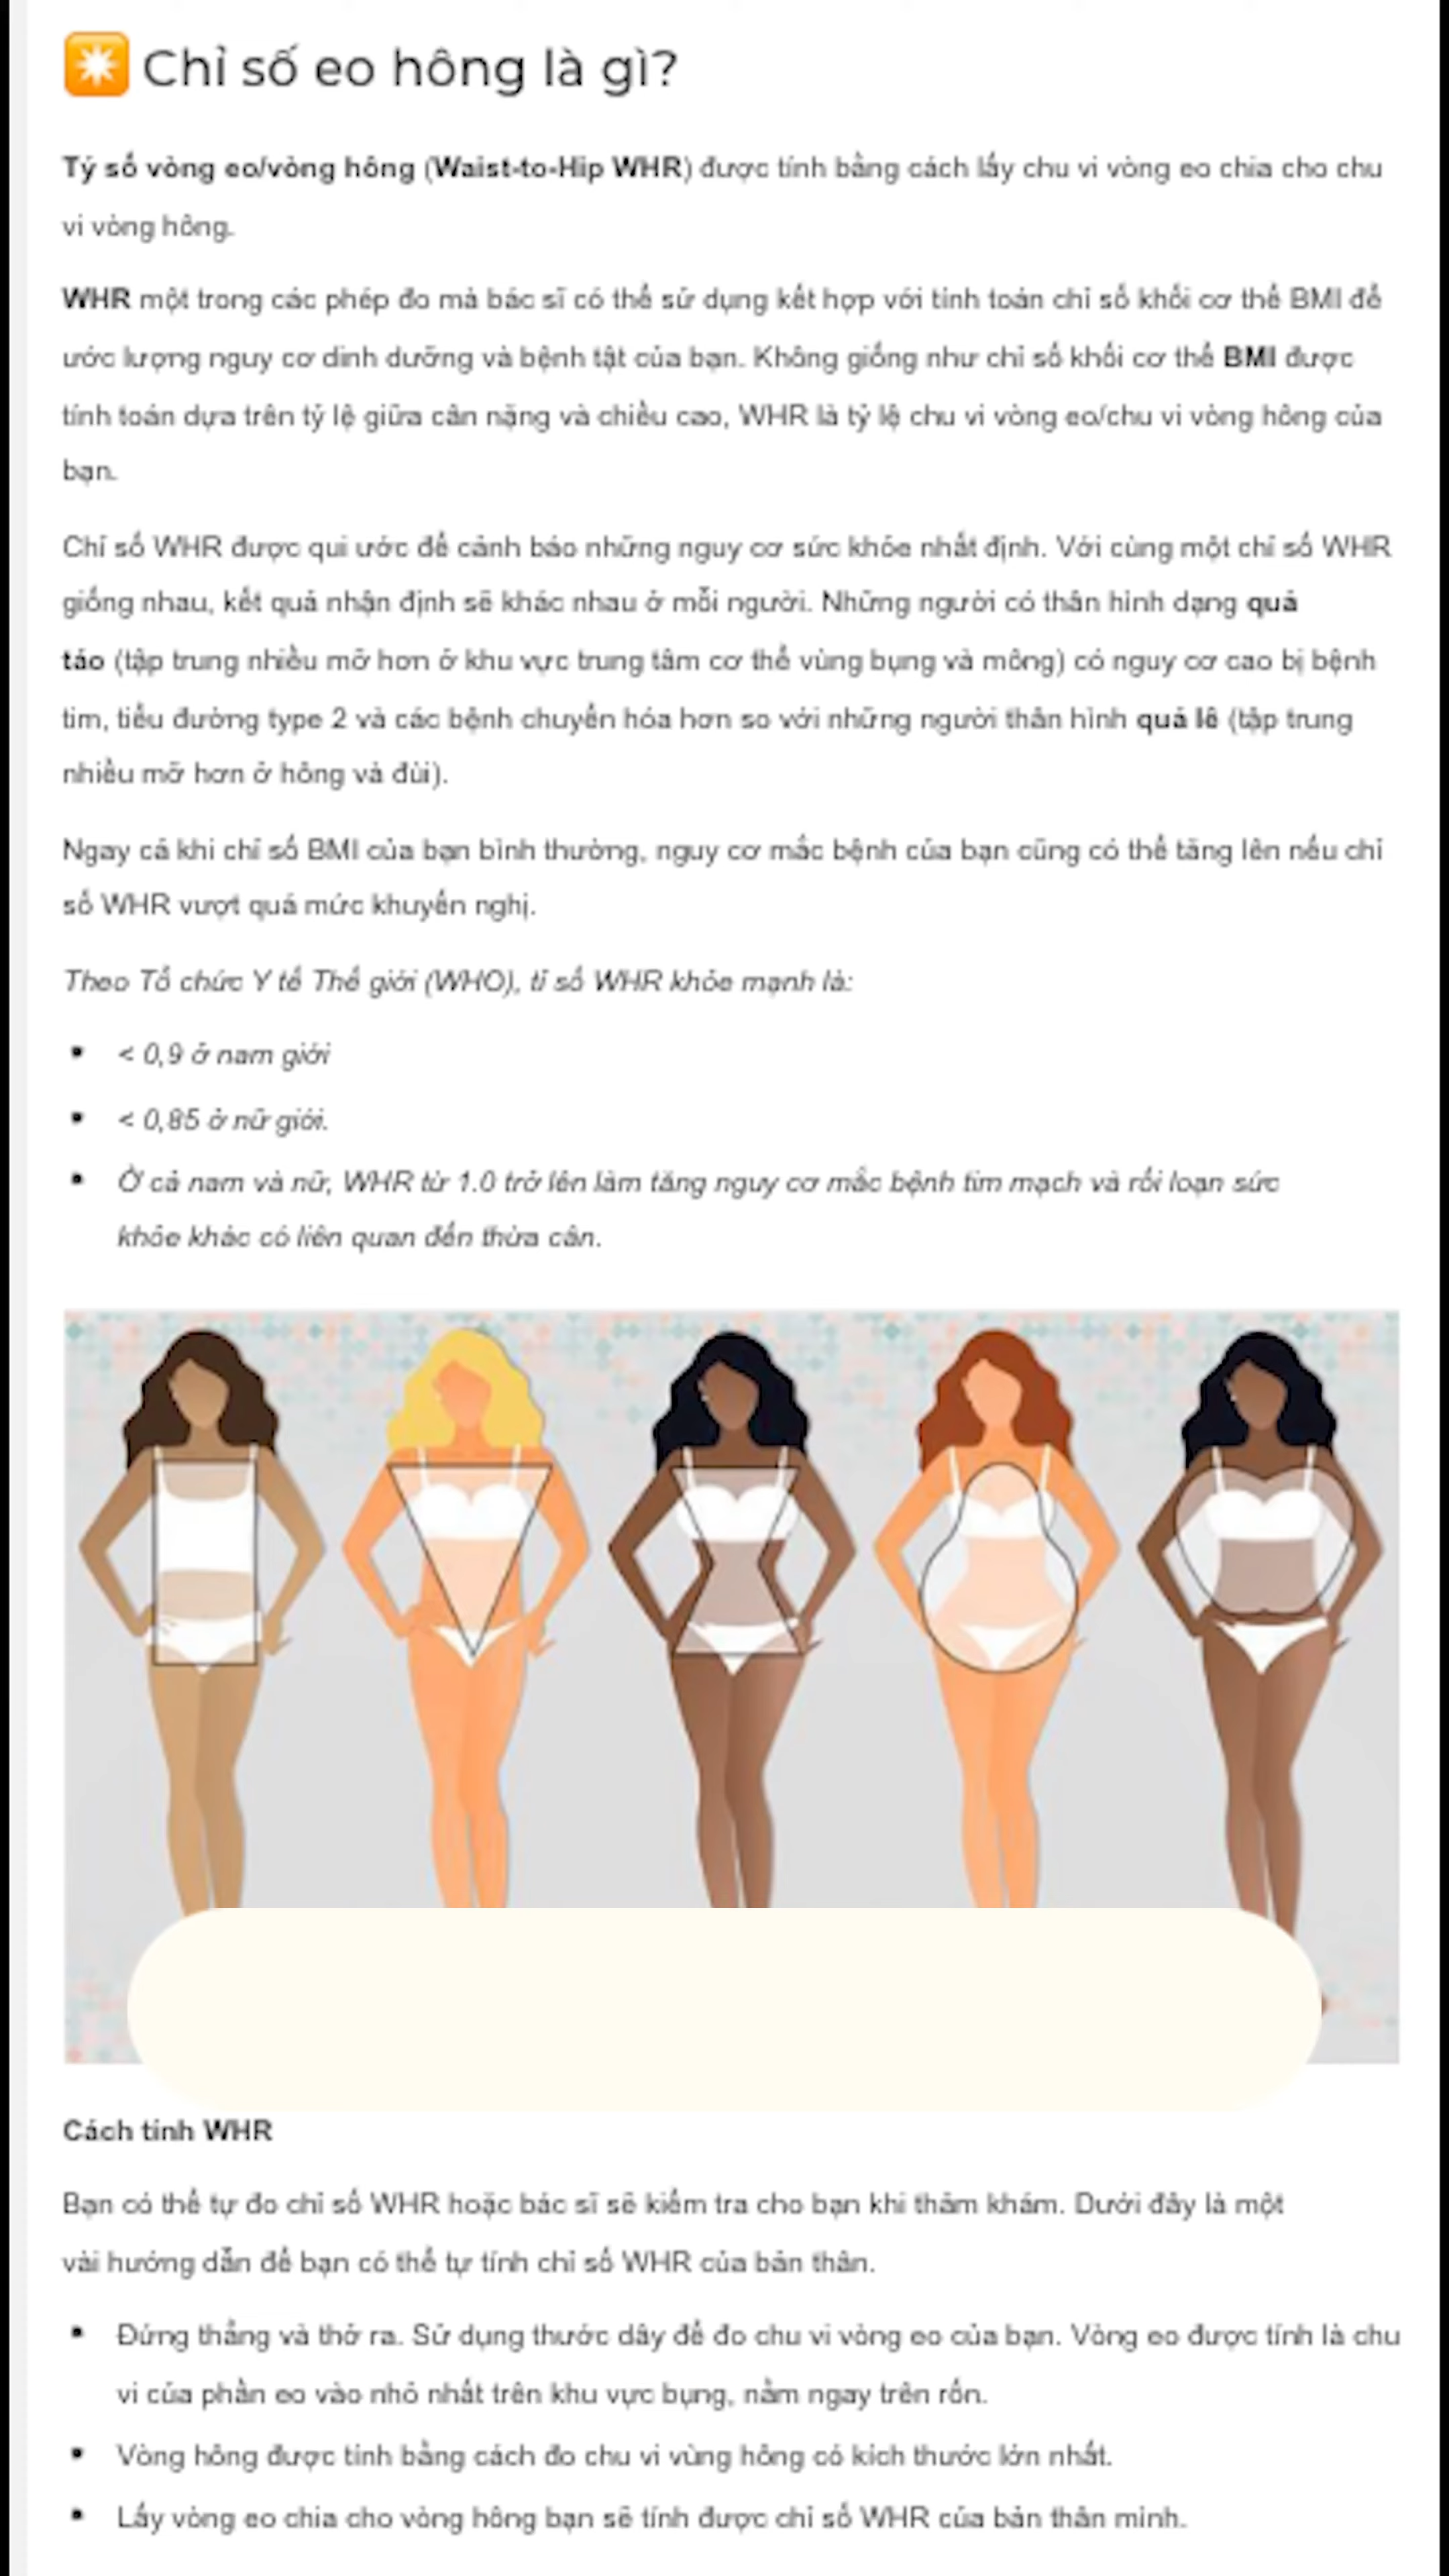 Chỉ số eo hông là gì?
Tỷ số vòng eo/vòng hông (Waist-to-Hip WHR) được tính bằng cách lấy chu vi vòng eo chia cho chu
vi vòng hông.
WHR một trong các phép đo mà bác sĩ có thể sử dụng kết hợp với tính toán chỉ số khối cơ thể BMI để
ước lượng nguy cơ dinh dưỡng và bệnh tật của bạn. Không giống như chỉ số khối cơ thể BMI được
tính toán dựa trên tỷ lệ giữa cân nặng và chiều cao, WHR là tỷ lệ chu vi vòng eo/chu vi vòng hông của
bạn.
Chỉ số WHR được qui ước để cảnh báo những nguy cơ sức khỏe nhất định. Với cùng một chỉ số WHR
giống nhau, kết quả nhận định sẽ khác nhau ở mỗi người. Những người có thân hình dạng quả
táo (tập trung nhiều mỡ hơn ở khu vực trung tâm cơ thể vùng bụng và mông) có nguy cơ cao bị bệnh
tim, tiểu đường type 2 và các bệnh chuyển hóa hơn so với những người thân hình quả lê (tập trung
nhiều mỡ hơn ở hông và đùi).
Ngay cả khi chỉ số BMI của bạn bình thường, nguy cơ mắc bệnh của bạn cũng có thể tăng lên nếu chỉ
số WHR vượt quá mức khuyến nghị.
Theo Tổ chức Y tế Thế giới (WHO), tỉ số WHR khỏe mạnh là:
< 0,9 ở nam giới
< 0,85 ở nữ giới.
Ở cả nam và nữ, WHR từ 1.0 trở lên làm tăng nguy cơ mắc bệnh tim mạch và rối loạn sức
khỏe khác có liên quan đến thừa cân.
Cách tính WHR
Bạn có thể tự đo chỉ số WHR hoặc bác sĩ sẽ kiểm tra cho bạn khi thăm khám. Dưới đây là một
vài hướng dẫn để bạn có thể tự tính chỉ số WHR của bản thân.
Đứng thẳng và thở ra. Sử dụng thước dây để đo chu vi vòng eo của bạn. Vòng eo được tính là chu
vi của phần eo vào nhỏ nhất trên khu vực bụng, nằm ngay trên rốn.
Vòng hông được tính bằng cách đo chu vi vùng hông có kích thước lớn nhất.
Lấy vòng eo chia cho vòng hông bạn sẽ tính được chỉ số WHR của bản thân mình.